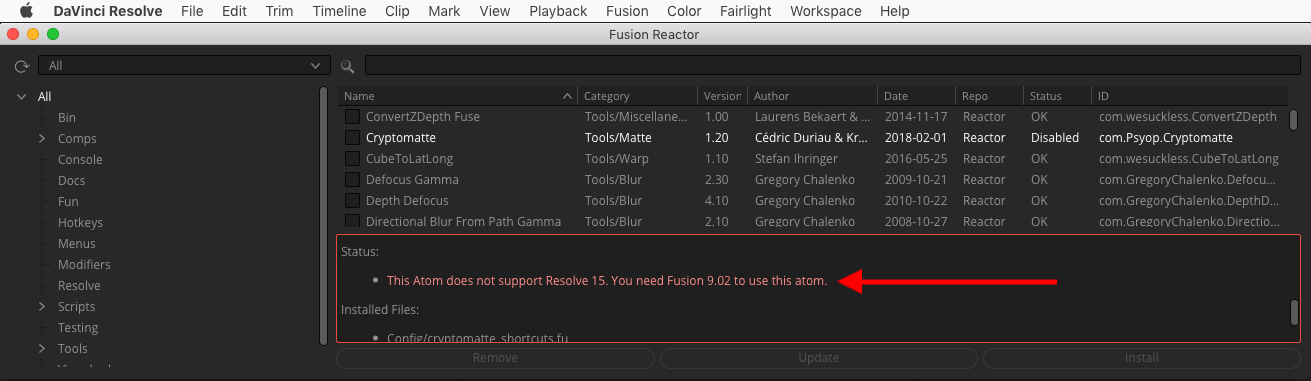 DaVinci Resolve File Edit Trim Timeline Clip Mark View Playback Fusion Color Fairlight Workspace Help
Fusion Reactor
All
All
Bin
Comps
Console
Docs
Fun
Hotkeys
Menus
Modifiers
Resolve
Scripts
Testing
Tools
Name Category Version Author Date Repo Status ID
ConvertZDepth Fuse Tools/Miscellane... 1.00 Laurens Bekaert & ... 2014-11-17 Reactor OK com.wesuckless.ConvertZDepth
Cryptomatte Tools/Matte 1.20 Cédric Duriau & Kr... 2018-02-01 Reactor Disabled com.Psyop.Cryptomatte
CubeToLatLong Tools/Warp 1.10 Stefan Ihringer 2016-05-25 Reactor OK com.wesuckless.CubeToLatLong
Defocus Gamma Tools/Blur 2.30 Gregory Chalenko 2009-10-21 Reactor OK com.GregoryChalenko.Defocu...
Depth Defocus Tools/Blur 4.10 Gregory Chalenko 2010-10-22 Reactor OK com.GregoryChalenko.DepthD...
Directional Blur From Path Gamma Tools/Blur 2.10 Gregory Chalenko 2008-10-27 Reactor OK com.GregoryChalenko.Directio...
Status:
• This Atom does not support Resolve 15. You need Fusion 9.02 to use this atom.
Installed Files:
• Config/cryptomatte_shortcuts.fu
Remove Update Install